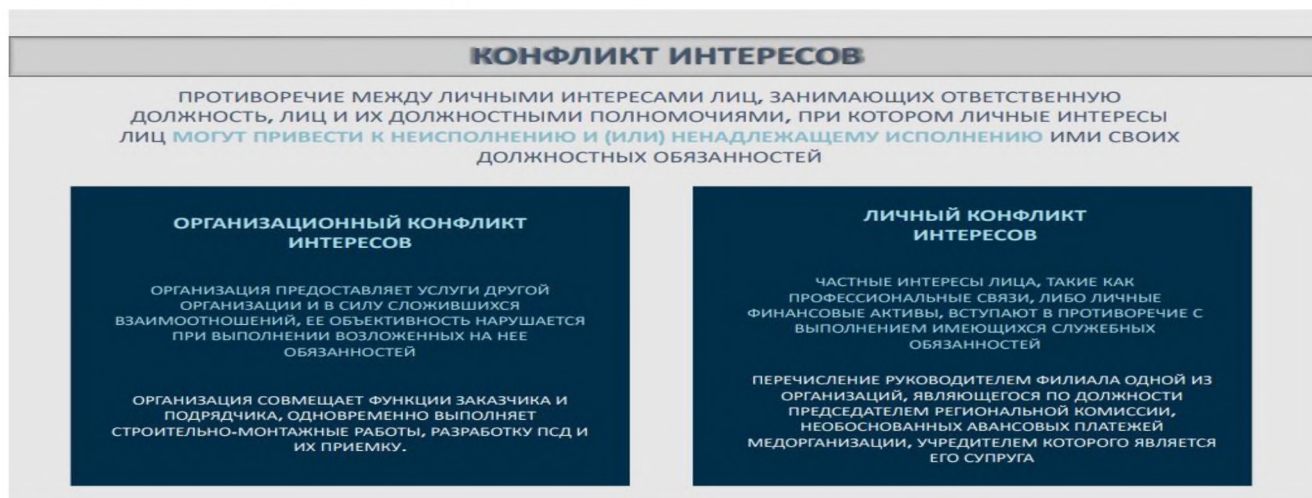 КОНФЛИКТ ИНТЕРЕСОВ
ПРОТИВОРЕЧИЕ МЕЖДУ ЛИЧНЫМИ ИНТЕРЕСАМИ ЛИЦ, ЗАНИМАЮЩИХ ОТВЕТСТВЕННУЮ
ДОЛЖНОСТЬ, ЛИЦ И ИХ ДОЛЖНОСТНЫМИ ПОЛНОМОЧИЯМИ, ПРИ КОТОРОМ ЛИЧНЫЕ ИНТЕРЕСЫ
ЛИЦ МОГУТ ПРИВЕСТИ К НЕИСПОЛНЕНИЮ И (ИЛИ) НЕНАДЛЕЖАЩЕМУ ИСПОЛНЕНИЮ ИМИ СВОИХ
ДОЛЖНОСТНЫХ ОБЯЗАННОСТЕЙ
ОРГАНИЗАЦИОННЫЙ КОНФЛИКТ
ИНТЕРЕСОВ
ОРГАНИЗАЦИЯ ПРЕДОСТАВЛЯЕТ УСЛУГИ ДРУГОЙ
ОРГАНИЗАЦИИ И В СИЛУ СЛОЖИВШИХСЯ
ВЗАИМООТНОШЕНИЙ, ЕЕ ОБЪЕКТИВНОСТЬ НАРУШАЕТСЯ
ПРИ ВЫПОЛНЕНИИ ВОЗЛОЖЕННЫХ НА НЕЕ
ОБЯЗАННОСТЕЙ
ОРГАНИЗАЦИЯ СОВМЕЩАЕТ ФУНКЦИИ ЗАКАЗЧИКА И
ПОДРЯДЧИКА, ОДНОВРЕМЕННО ВЫПОЛНЯЕТ
СТРОИТЕЛЬНО-МОНТАЖНЫЕ РАБОТЫ, РАЗРАБОТКУ ПСД И
ИХ ПРИЕМКУ.
ЛИЧНЫЙ КОНФЛИКТ
ИНТЕРЕСОВ
ЧАСТНЫЕ ИНТЕРЕСЫ ЛИЦА, ТАКИЕ КАК
ПРОФЕССИОНАЛЬНЫЕ СВЯЗИ, ЛИБО ЛИЧНЫЕ
ФИНАНСОВЫЕ АКТИВЫ, ВСТУПАЮТ В ПРОТИВОРЕЧИЕ С
ВЫПОЛНЕНИЕМ ИМЕЮЩИХСЯ СЛУЖЕБНЫХ
ОБЯЗАННОСТЕЙ
ПЕРЕЧИСЛЕНИЕ РУКОВОДИТЕЛЕМ ФИЛИАЛА ОДНОЙ ИЗ
ОРГАНИЗАЦИЙ, ЯВЛЯЮЩЕГОСЯ ПО ДОЛЖНОСТИ
ПРЕДСЕДАТЕЛЕМ РЕГИОНАЛЬНОЙ КОМИССИИ,
НЕОБОСНОВАННЫХ АВАНСОВЫХ ПЛАТЕЖЕЙ
МЕДОРГАНИЗАЦИИ, УЧРЕДИТЕЛЕМ КОТОРОГО ЯВЛЯЕТСЯ
ЕГО СУПРУГА